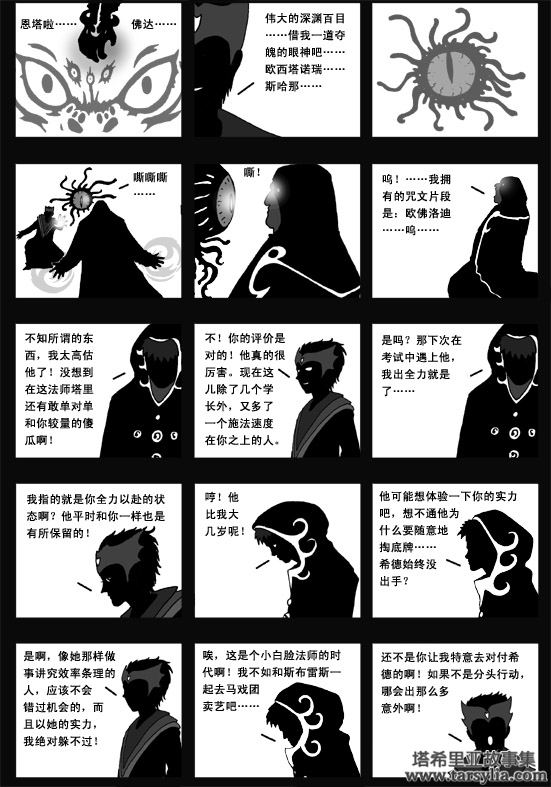 恩塔啦…… 佛达……
伟大的深渊百目
……借我一道夺
魄的眼神吧……
欧西塔诺瑞……
斯哈那……
嘶嘶嘶
……
嘶！
呜！……我拥
有的咒文片段
是：欧佛洛迪
……呜……
不知所谓的东
西，我太高估
他了！没想到
在这法师塔里
还有敢单对单
和你较量的傻
瓜啊！
不！你的评价是
对的！他真的很
厉害。现在这
儿除了几个学
长外，又多了
一个施法速度
在你之上的人。
是吗？那下次在
考试中遇上他，
我出全力就是
了……
我指的就是你全力以赴的状
态啊？他平时和你一样也是
有所保留的！
哼！他
比我大
几岁呢！
他可能想体验一下你的实力
吧，想不通他为
什么要随意地
掏底牌……
希德始终没
出手？
是啊，像她那样做
事讲究效率条理的
人，应该不会
错过机会的，而
且以她的实力，
我绝对躲不过！
唉，这是个小白脸法师的时
代啊！我不如和斯布雷斯一
起去马戏团
卖艺吧……
还不是你让我特意去对付希
德的啊！如果不是分头行动，
哪会出那么多
意外啊！
塔希里亚故事集
www.tarsylia.com